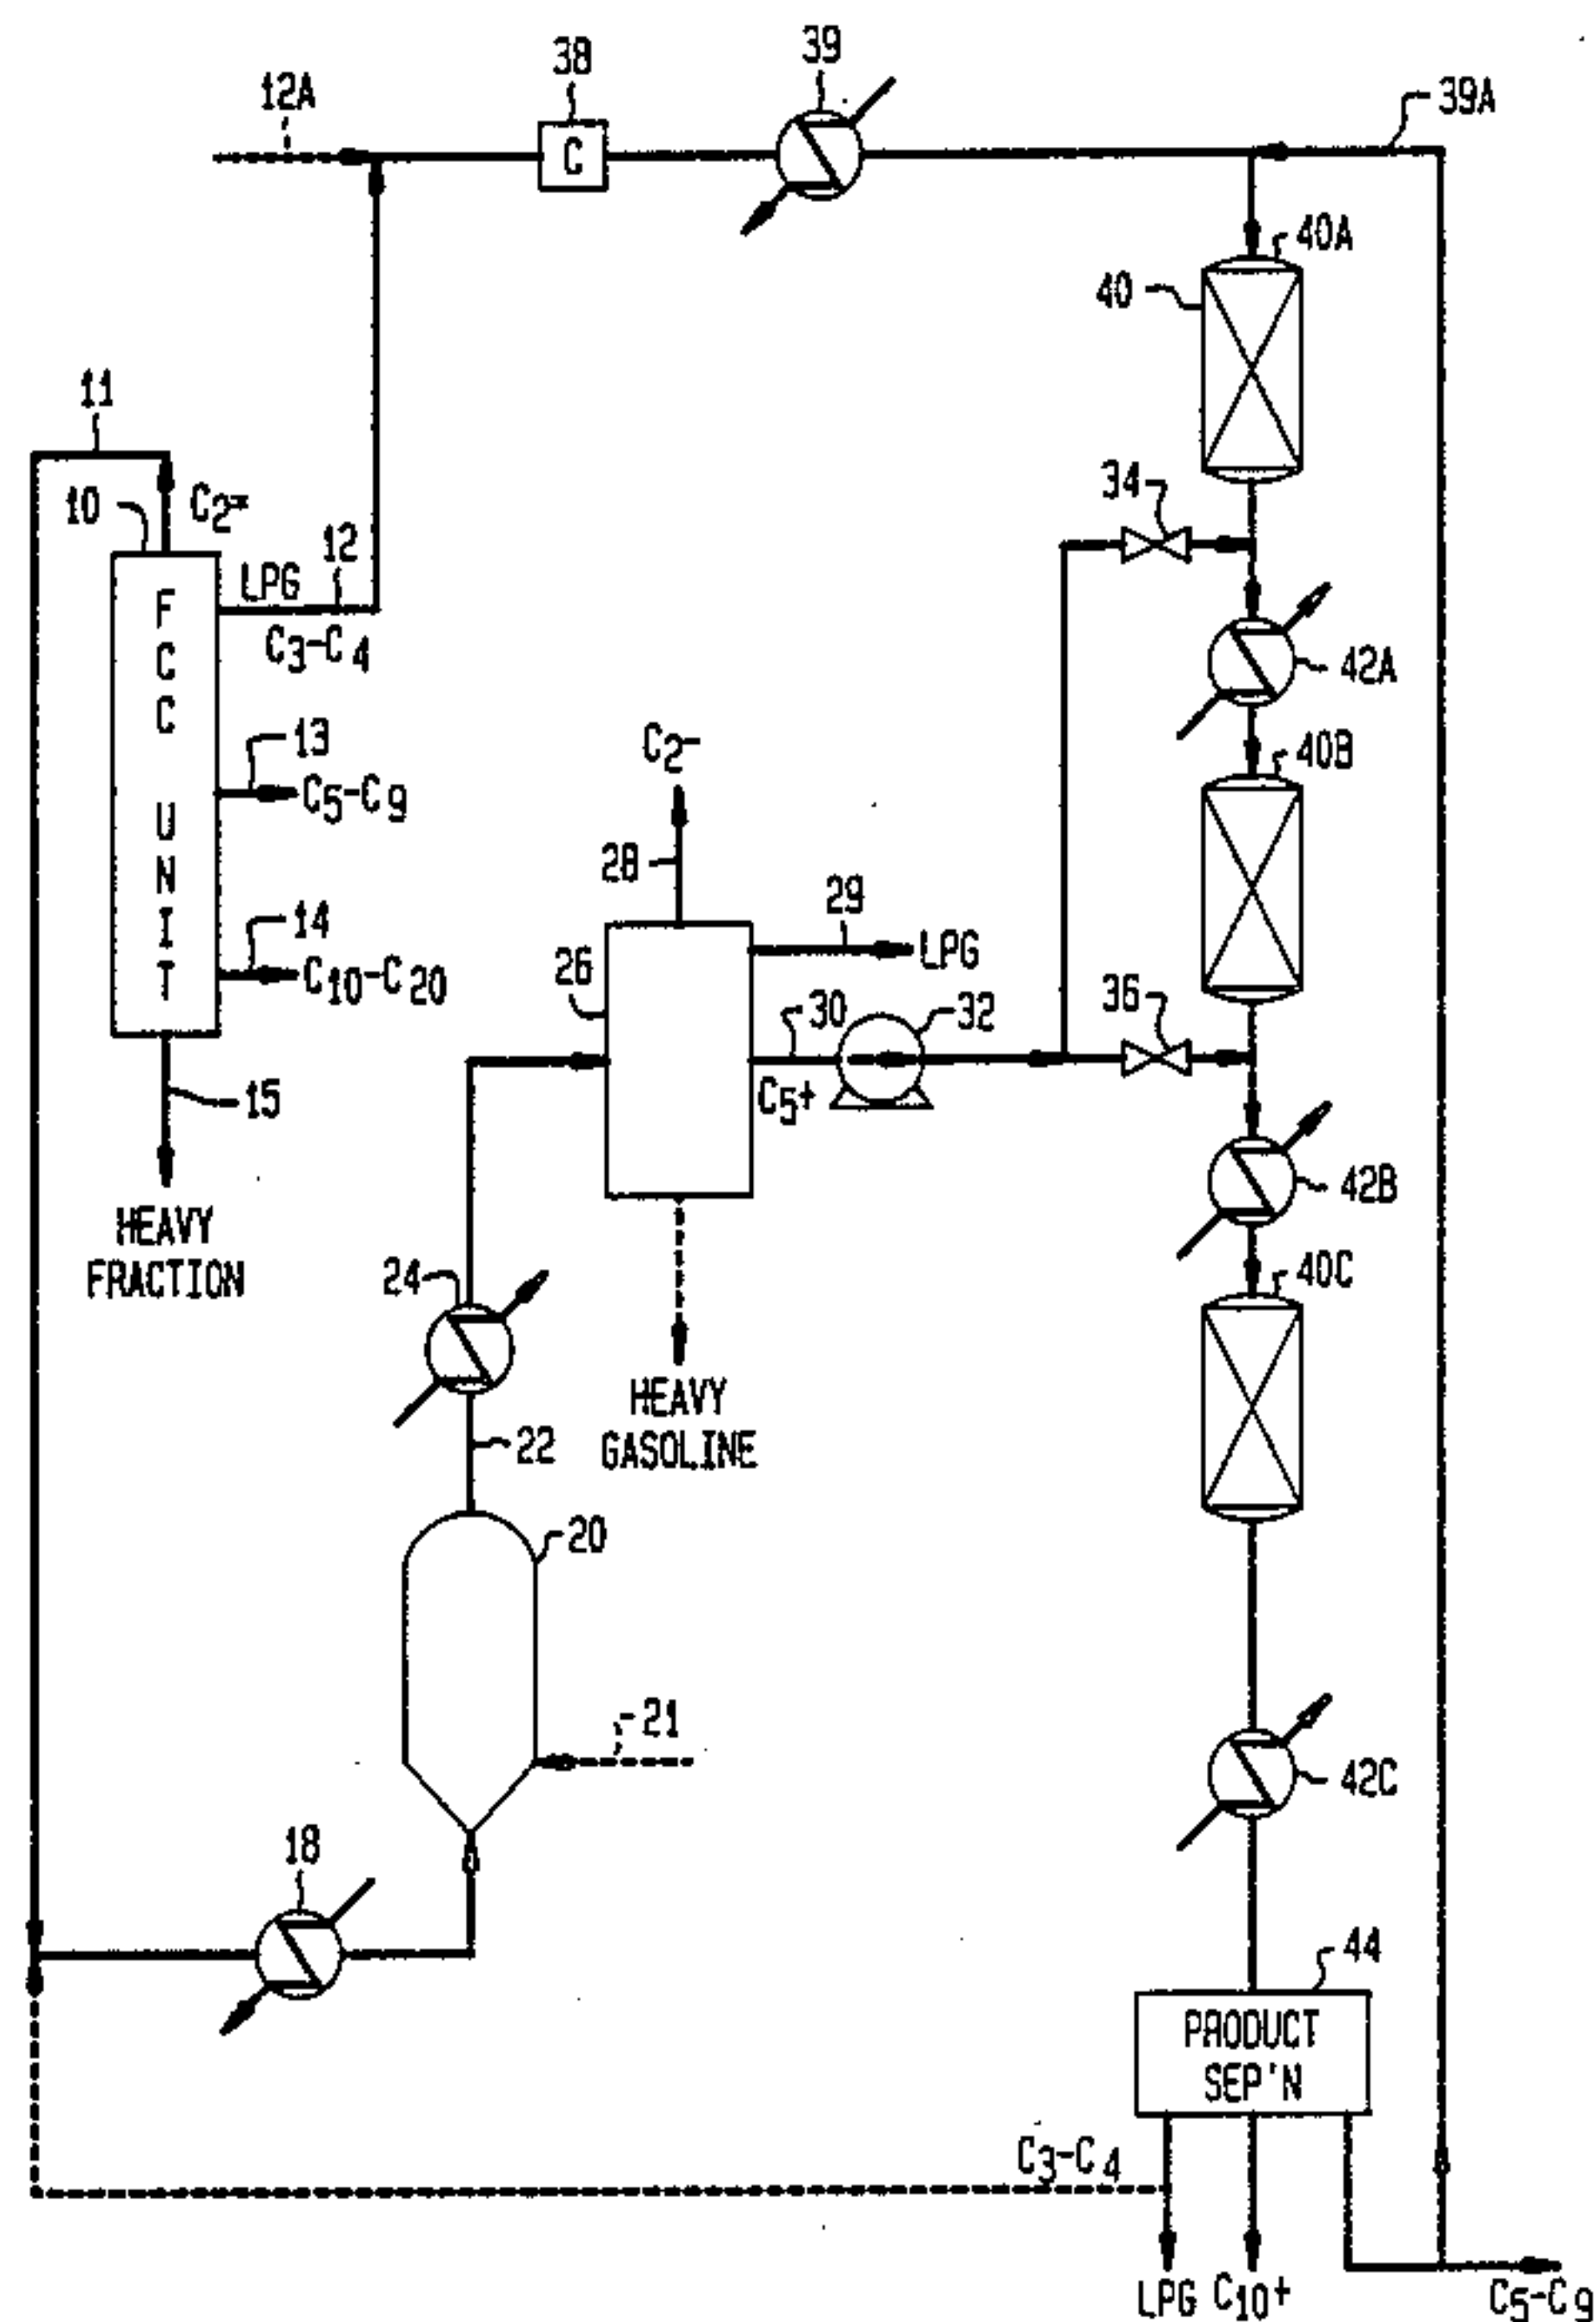 38
39
12A
C
39A
40A
40
11
10
C2=
LPG
12
C3-C4
34
FCC UNIT
42A
13
C5-C9
C2-
40B
28
29
LPG
14
C10-C20
26
36
30
32
C5+
15
42B
HEAVY
FRACTION
24
40C
HEAVY
GASOLINE
22
20
21
42C
18
44
PRODUCT
SEP'N
C3-C4
LPG
C10+
C5-C9